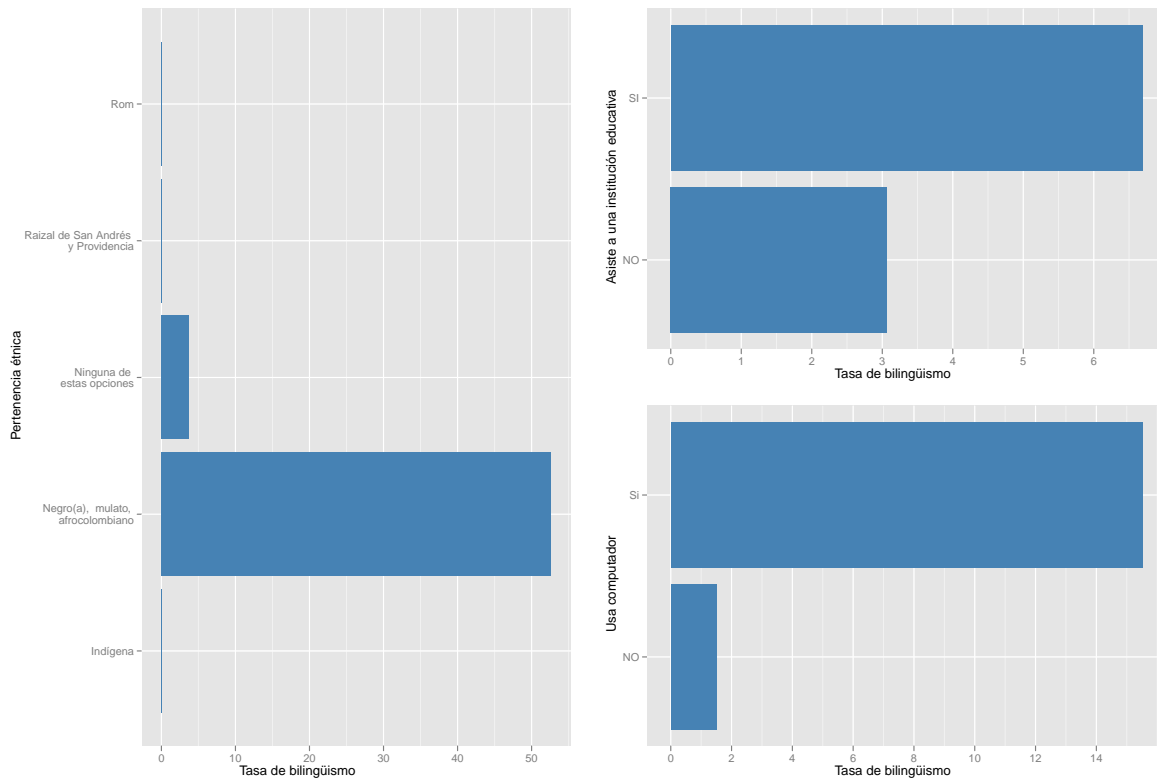 Pertenencia étnica
Rom
Raizal de San Andrés
y Providencia
Ninguna de
estas opciones
Negro(a),  mulato,
afrocolombiano
Indígena
0 10 20 30 40 50
Tasa de bilingüismo
Asiste a una institución educativa
SI
NO
0 1 2 3 4 5 6
Tasa de bilingüismo
Usa computador
Si
NO
0 2 4 6 8 10 12 14
Tasa de bilingüismo